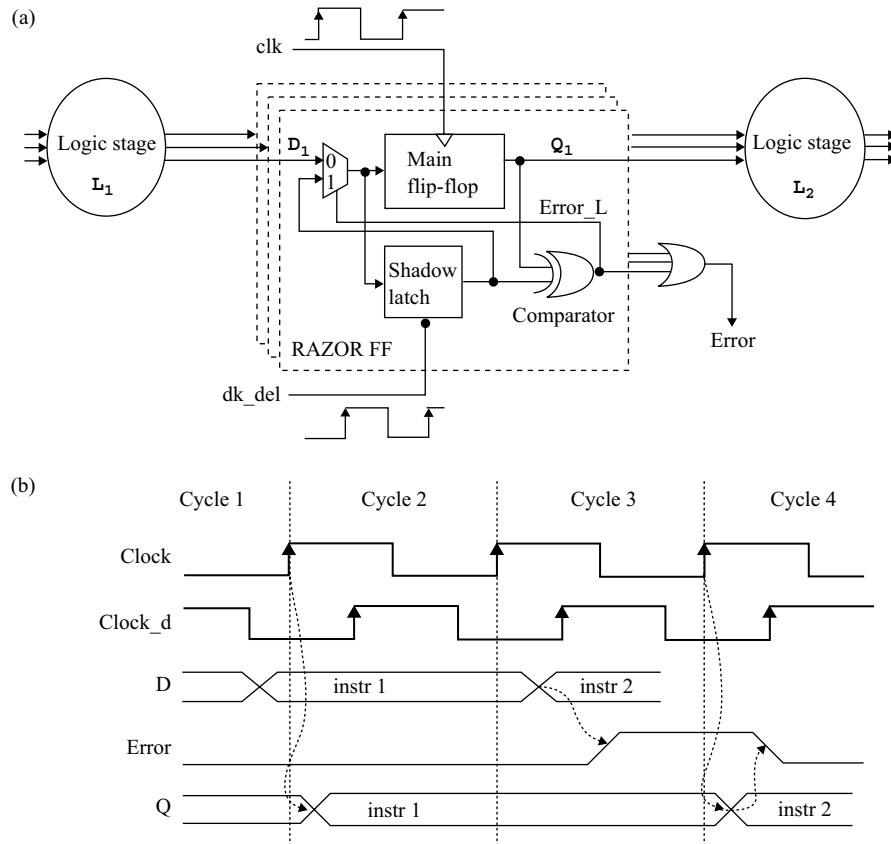 (a)
clk
Logic stage
L1
D1
0
1
Main
flip-flop
Q1
Logic stage
L2
Error_L
Shadow
latch
Comparator
RAZOR FF
Error
dk_del
(b)
Cycle 1 Cycle 2 Cycle 3 Cycle 4
Clock
Clock_d
D instr 1 instr 2
Error
Q instr 1 instr 2